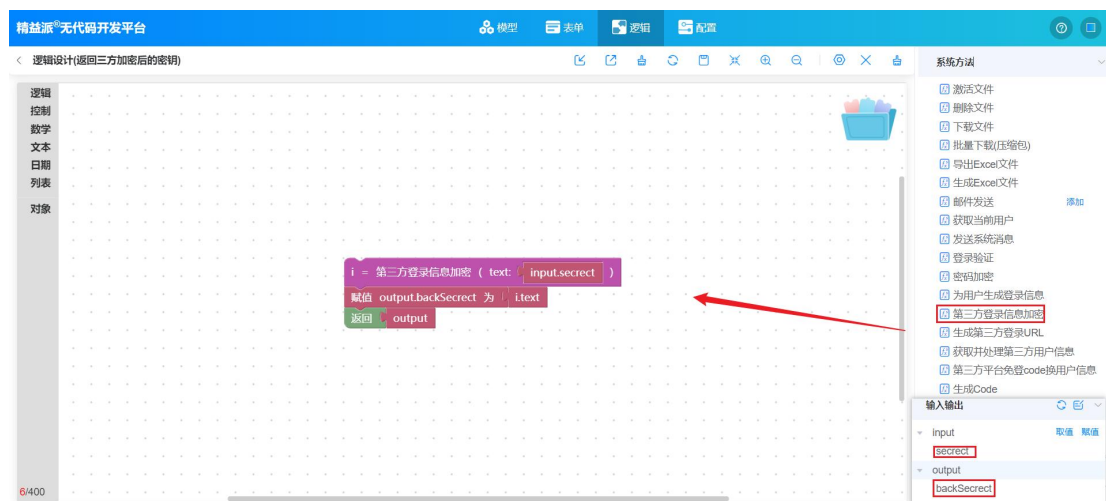 精益派®无代码开发平台
模型
表单
逻辑
配置
逻辑设计(返回三方加密后的密钥)
系统方法
逻辑
控制
数学
文本
日期
列表
对象
i = 第三方登录信息加密 ( text: input.secrect )
赋值 output.backSecrect 为 i.text
返回 output
6/400
激活文件
删除文件
下载文件
批量下载(压缩包)
导出Excel文件
生成Excel文件
邮件发送 添加
获取当前用户
发送系统消息
登录验证
密码加密
为用户生成登录信息
第三方登录信息加密
生成第三方登录URL
获取并处理第三方用户信息
第三方平台免登code换用户信息
生成Code
输入输出
input 取值 赋值
secrect
output
backSecrect